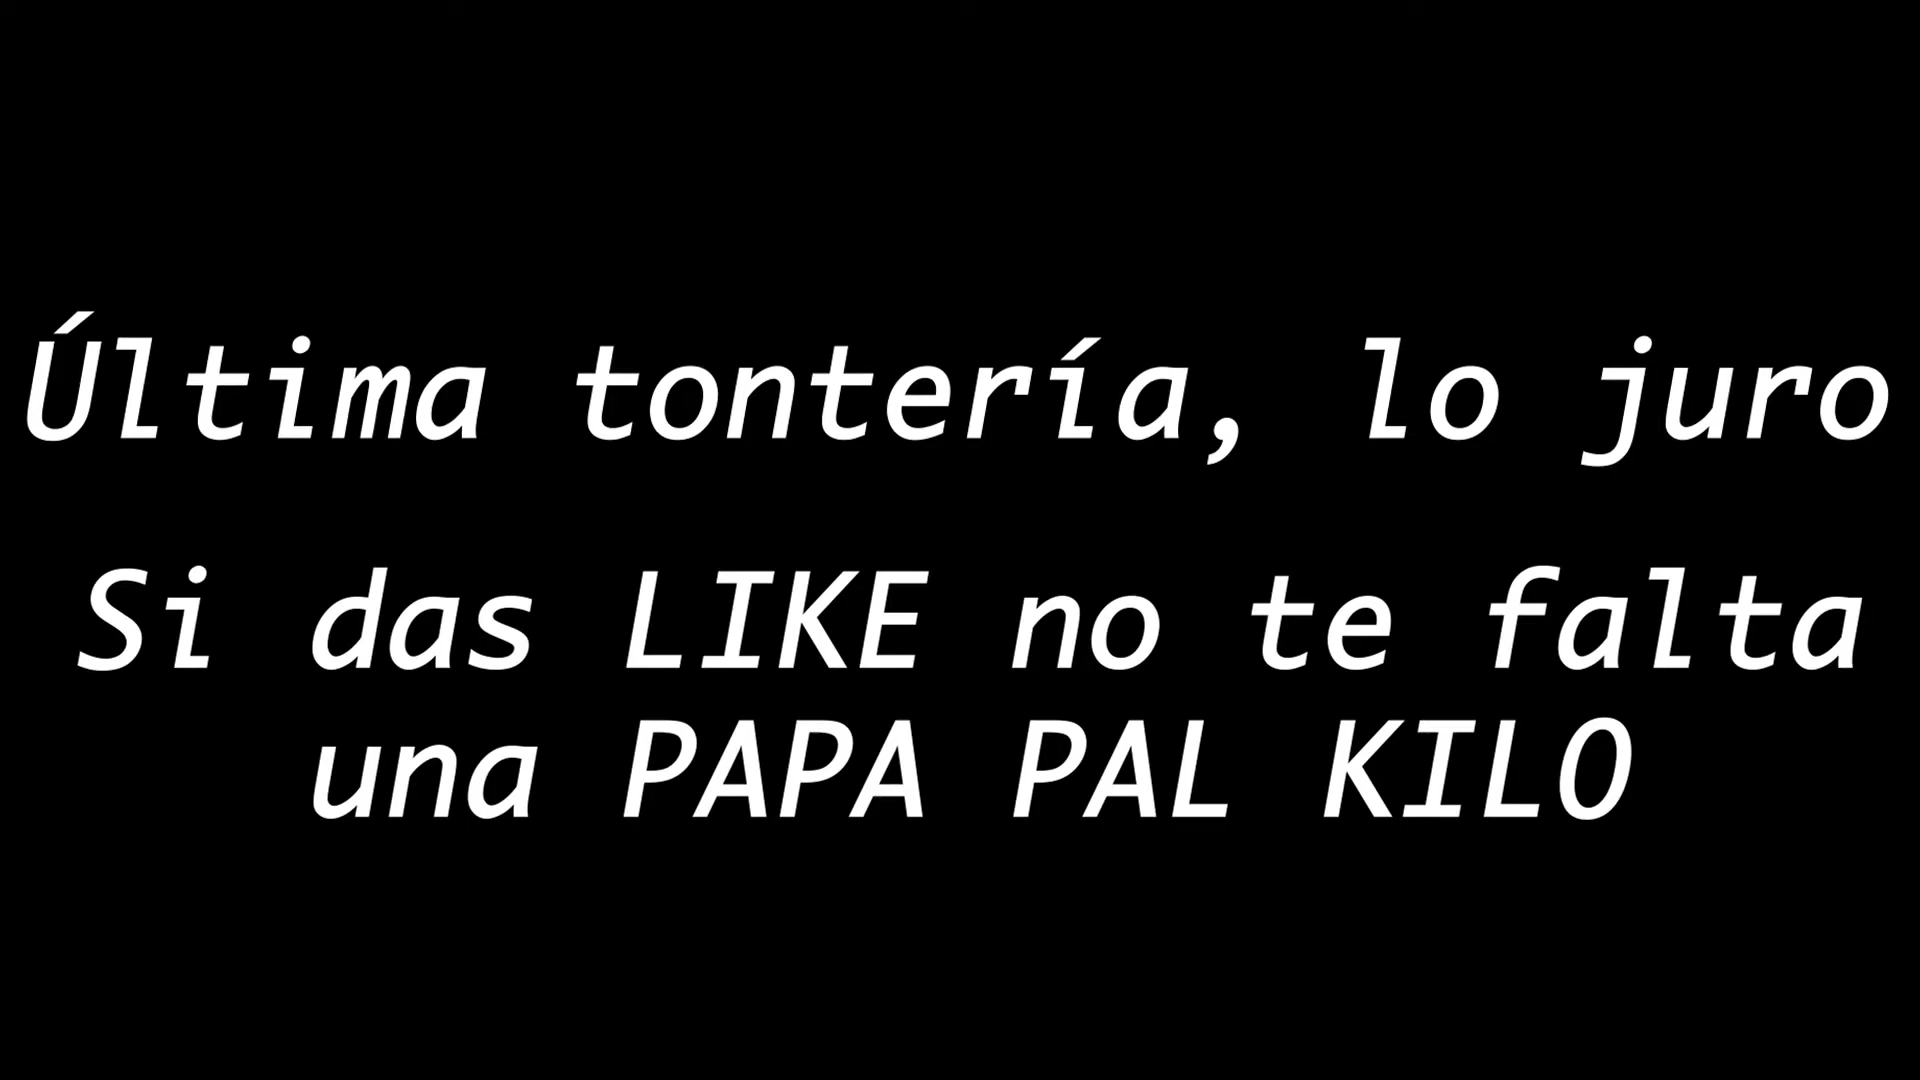 Última tontería, lo juro
Si das LIKE no te falta
una PAPA PAL KILO